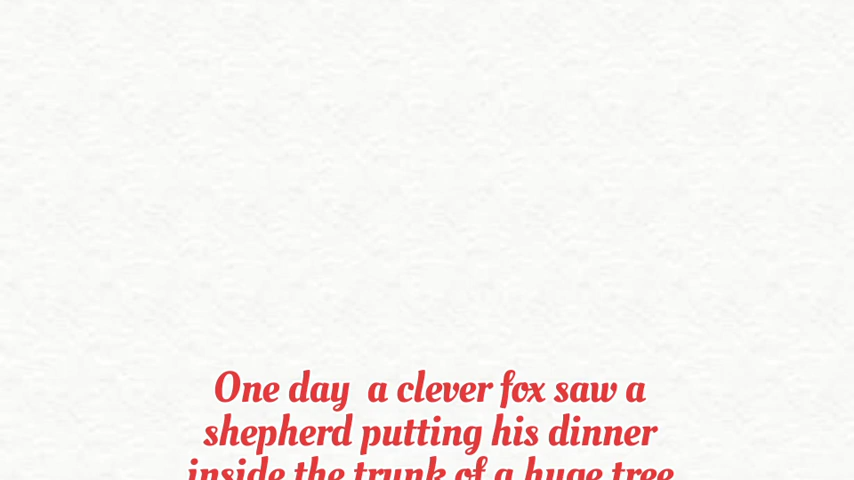 One day a clever fox saw a
shepherd putting his dinner
inside the trunk of a huge tree